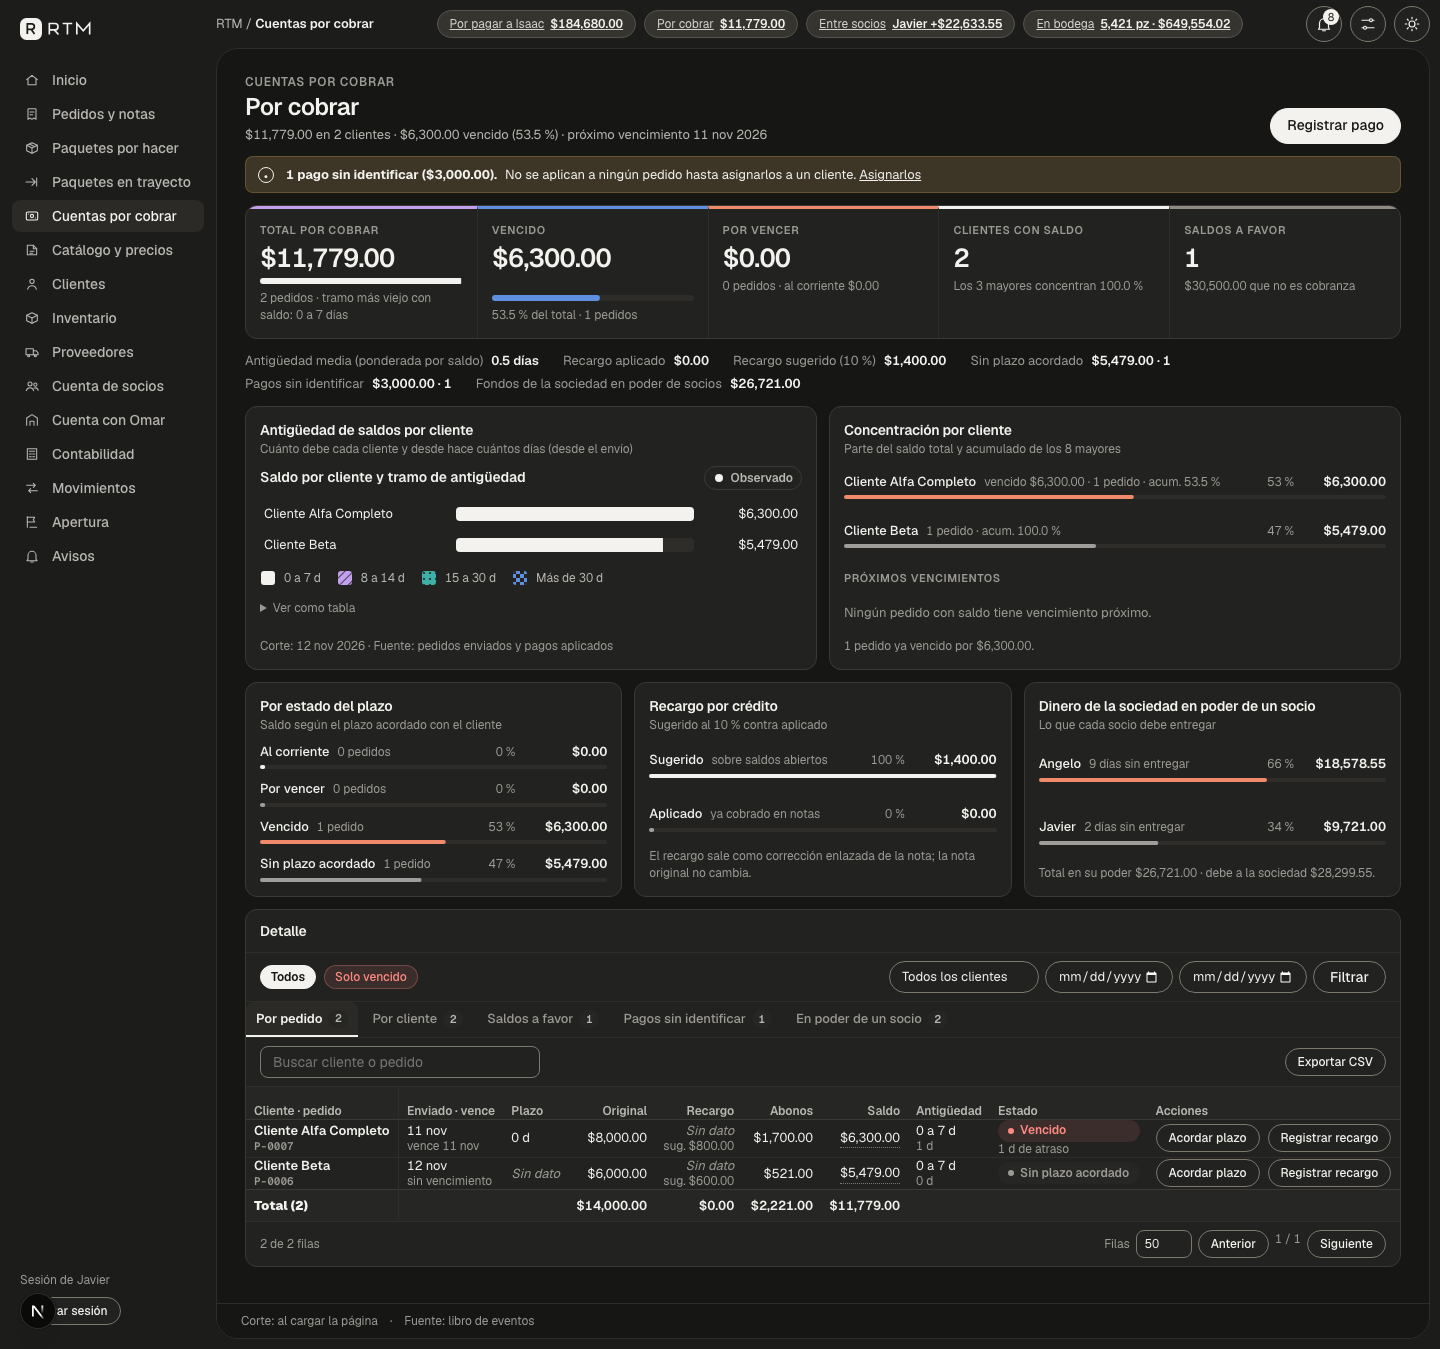 R RTM
RTM / Cuentas por cobrar
Por pagar a Isaac $184,680.00
Por cobrar $11,779.00
Entre socios Javier +$22,633.55
En bodega 5,421 pz · $649,554.02
8
Inicio
Pedidos y notas
Paquetes por hacer
Paquetes en trayecto
Cuentas por cobrar
Catálogo y precios
Clientes
Inventario
Proveedores
Cuenta de socios
Cuenta con Omar
Contabilidad
Movimientos
Apertura
Avisos
Sesión de Javier
N
ar sesión
CUENTAS POR COBRAR
Por cobrar
$11,779.00 en 2 clientes · $6,300.00 vencido (53.5 %) · próximo vencimiento 11 nov 2026
Registrar pago
1 pago sin identificar ($3,000.00). No se aplican a ningún pedido hasta asignarlos a un cliente. Asignarlos
TOTAL POR COBRAR
$11,779.00
2 pedidos · tramo más viejo con
saldo: 0 a 7 días
VENCIDO
$6,300.00
53.5 % del total · 1 pedidos
POR VENCER
$0.00
0 pedidos · al corriente $0.00
CLIENTES CON SALDO
2
Los 3 mayores concentran 100.0 %
SALDOS A FAVOR
1
$30,500.00 que no es cobranza
Antigüedad media (ponderada por saldo) 0.5 días Recargo aplicado $0.00 Recargo sugerido (10 %) $1,400.00 Sin plazo acordado $5,479.00 · 1
Pagos sin identificar $3,000.00 · 1 Fondos de la sociedad en poder de socios $26,721.00
Antigüedad de saldos por cliente
Cuánto debe cada cliente y desde hace cuántos días (desde el envío)
Saldo por cliente y tramo de antigüedad
Observado
Cliente Alfa Completo $6,300.00
Cliente Beta $5,479.00
0 a 7 d 8 a 14 d 15 a 30 d Más de 30 d
Ver como tabla
Corte: 12 nov 2026 · Fuente: pedidos enviados y pagos aplicados
Concentración por cliente
Parte del saldo total y acumulado de los 8 mayores
Cliente Alfa Completo vencido $6,300.00 · 1 pedido · acum. 53.5 % 53 % $6,300.00
Cliente Beta 1 pedido · acum. 100.0 % 47 % $5,479.00
PRÓXIMOS VENCIMIENTOS
Ningún pedido con saldo tiene vencimiento próximo.
1 pedido ya vencido por $6,300.00.
Por estado del plazo
Saldo según el plazo acordado con el cliente
Al corriente 0 pedidos 0 % $0.00
Por vencer 0 pedidos 0 % $0.00
Vencido 1 pedido 53 % $6,300.00
Sin plazo acordado 1 pedido 47 % $5,479.00
Recargo por crédito
Sugerido al 10 % contra aplicado
Sugerido sobre saldos abiertos 100 % $1,400.00
Aplicado ya cobrado en notas 0 % $0.00
El recargo sale como corrección enlazada de la nota; la nota
original no cambia.
Dinero de la sociedad en poder de un socio
Lo que cada socio debe entregar
Angelo 9 días sin entregar 66 % $18,578.55
Javier 2 días sin entregar 34 % $9,721.00
Total en su poder $26,721.00 · debe a la sociedad $28,299.55.
Detalle
Todos Solo vencido
Todos los clientes mm/dd/yyyy mm/dd/yyyy Filtrar
Por pedido 2 Por cliente 2 Saldos a favor 1 Pagos sin identificar 1 En poder de un socio 2
Buscar cliente o pedido
Exportar CSV
Cliente · pedido Enviado · vence Plazo Original Recargo Abonos Saldo Antigüedad Estado Acciones
Cliente Alfa Completo 11 nov 0 d $8,000.00 Sin dato $1,700.00 $6,300.00 0 a 7 d Vencido Acordar plazo Registrar recargo
P-0007 vence 11 nov sug. $800.00 1 d 1 d de atraso
Cliente Beta 12 nov Sin dato $6,000.00 Sin dato $521.00 $5,479.00 0 a 7 d Sin plazo acordado Acordar plazo Registrar recargo
P-0006 sin vencimiento sug. $600.00 0 d
Total (2) $14,000.00 $0.00 $2,221.00 $11,779.00
2 de 2 filas
Filas 50 Anterior 1 / 1 Siguiente
Corte: al cargar la página · Fuente: libro de eventos